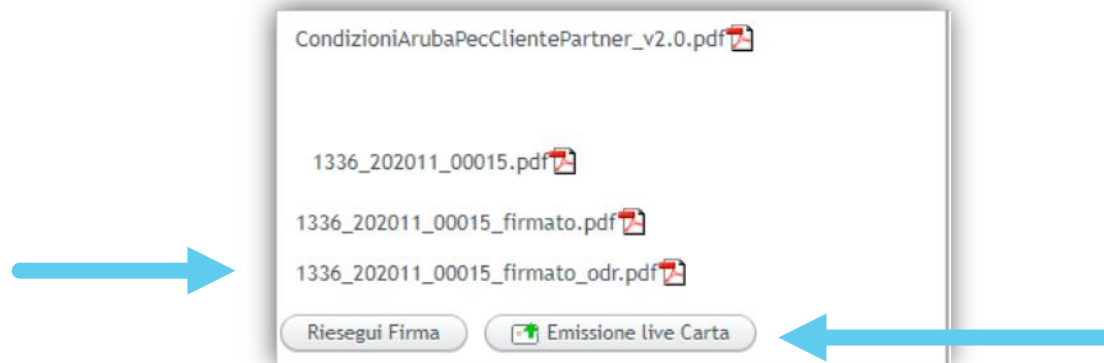 CondizioniArubaPecClientePartner_v2.0.pdf
1336_202011_00015.pdf
1336_202011_00015_firmato.pdf
1336_202011_00015_firmato_odr.pdf
Riesegui Firma Emissione live Carta